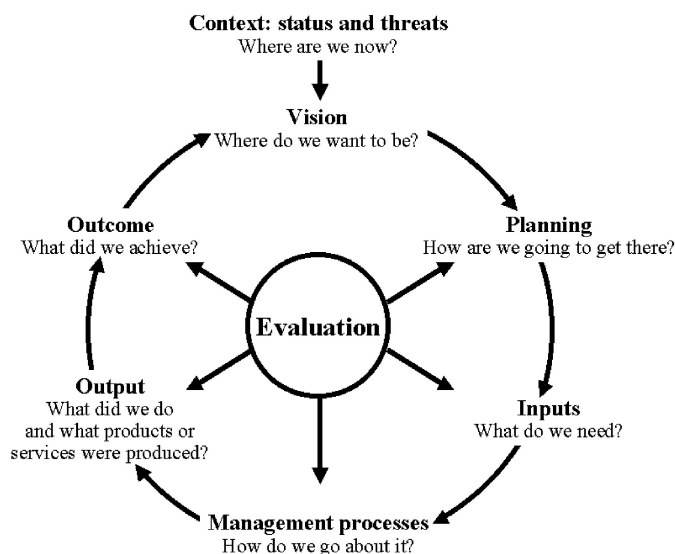 Context: status and threats
Where are we now?
Vision
Where do we want to be?
Planning
How are we going to get there?
Inputs
What do we need?
Management processes
How do we go about it?
Output
What did we do
and what products or
services were produced?
Outcome
What did we achieve?
Evaluation